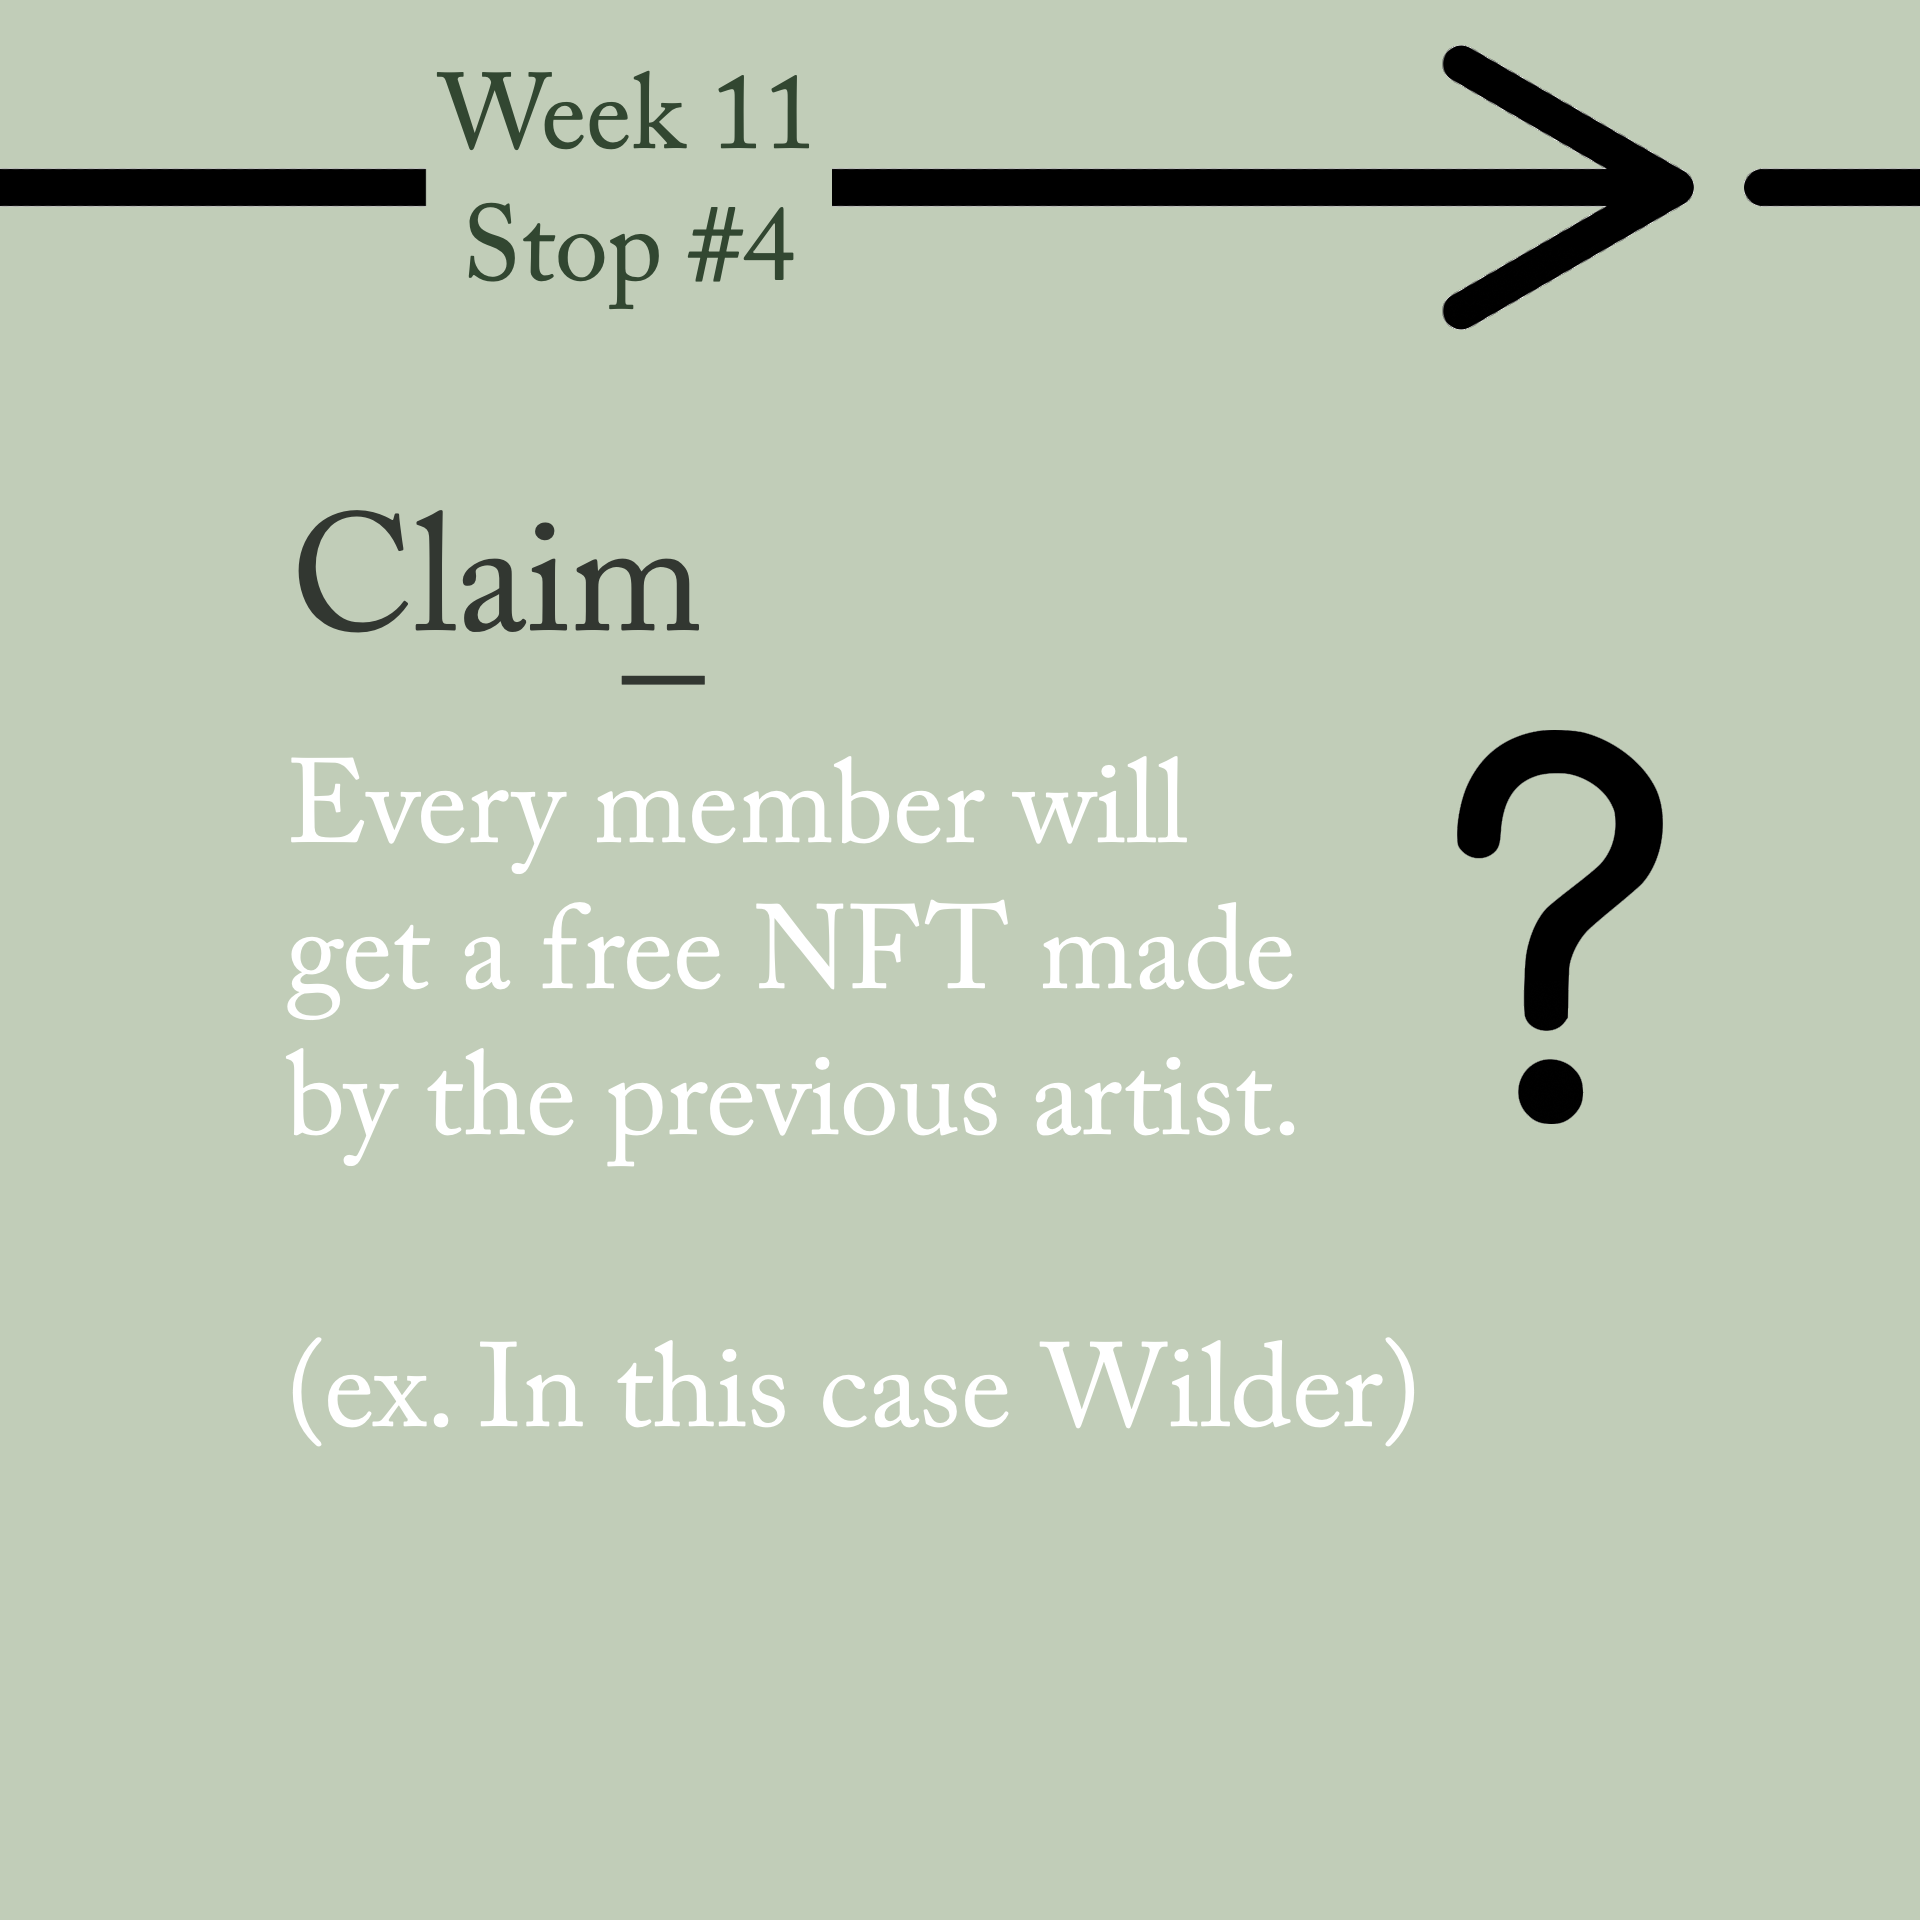 Week 11
Stop #4
Claim
Every member will
get a free NFT made
by the previous artist.
?
(ex. In this case Wilder)